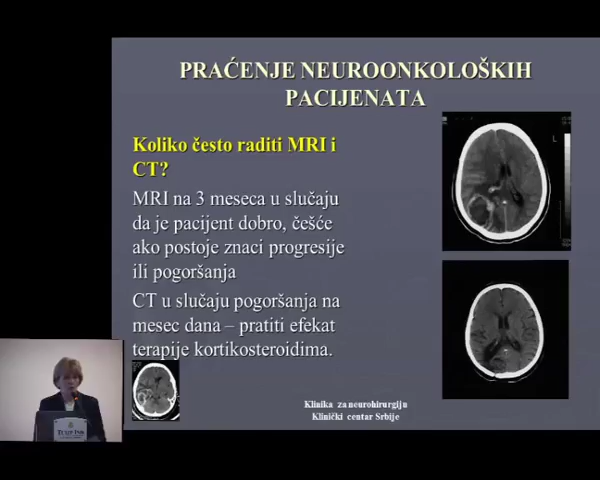 PRAĆENJE NEUROONKOLOŠKIH
PACIJENATA
Koliko često raditi MRI i
CT?
MRI na 3 meseca u slučaju
da je pacijent dobro, češće
ako postoje znaci progresije
ili pogoršanja
CT u slučaju pogoršanja na
mesec dana – pratiti efekat
terapije kortikosteroidima.
Klinika za neurohirurgiju
Klinički centar Srbije
L
TULIP INN